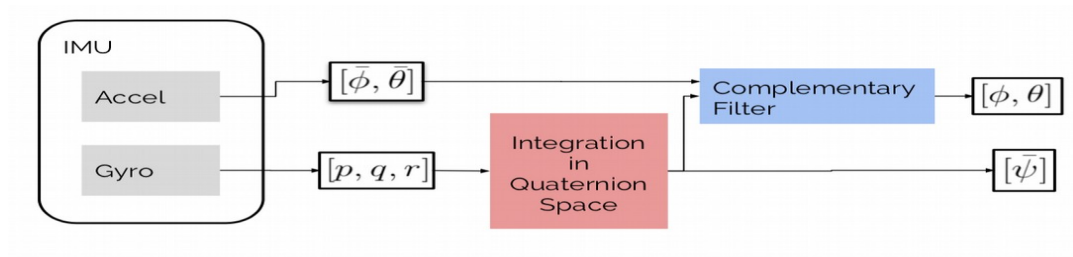 IMU
Accel
[ϕ̄, θ̄]
Complementary
Filter
[ϕ, θ]
Gyro
[p, q, r]
Integration
in
Quaternion
Space
[ψ̄]